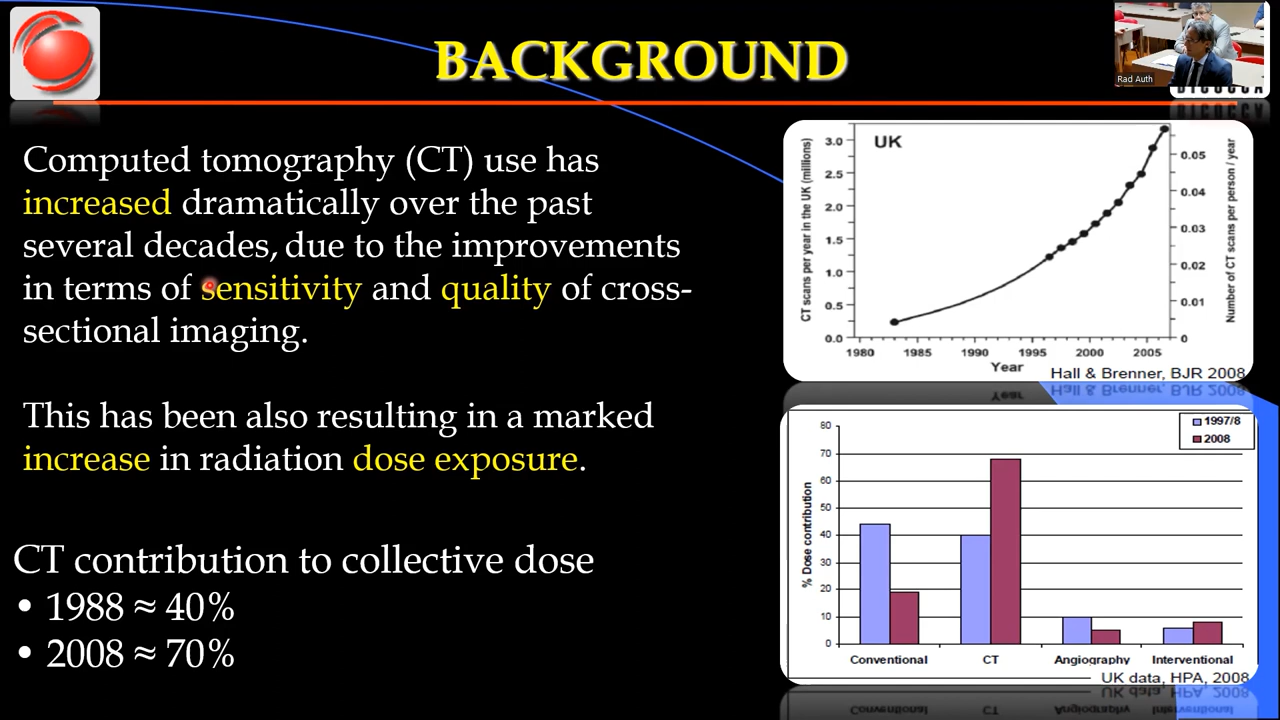 BACKGROUND
Rad Auth
BICOCCA
Computed tomography (CT) use has
increased dramatically over the past
several decades, due to the improvements
in terms of sensitivity and quality of cross-
sectional imaging.
This has been also resulting in a marked
increase in radiation dose exposure.
CT contribution to collective dose
• 1988 ≈ 40%
• 2008 ≈ 70%
UK
CT scans per year in the UK (millions)
3.0
2.5
2.0
1.5
1.0
0.5
0.0
Number of CT scans per person / year
0.05
0.04
0.03
0.02
0.01
0
1980 1985 1990 1995 2000 2005
Year
Hall & Brenner, BJR 2008
1997/8
2008
% Dose contribution
80
70
60
50
40
30
20
10
0
Conventional CT Angiography Interventional
UK data, HPA, 2008